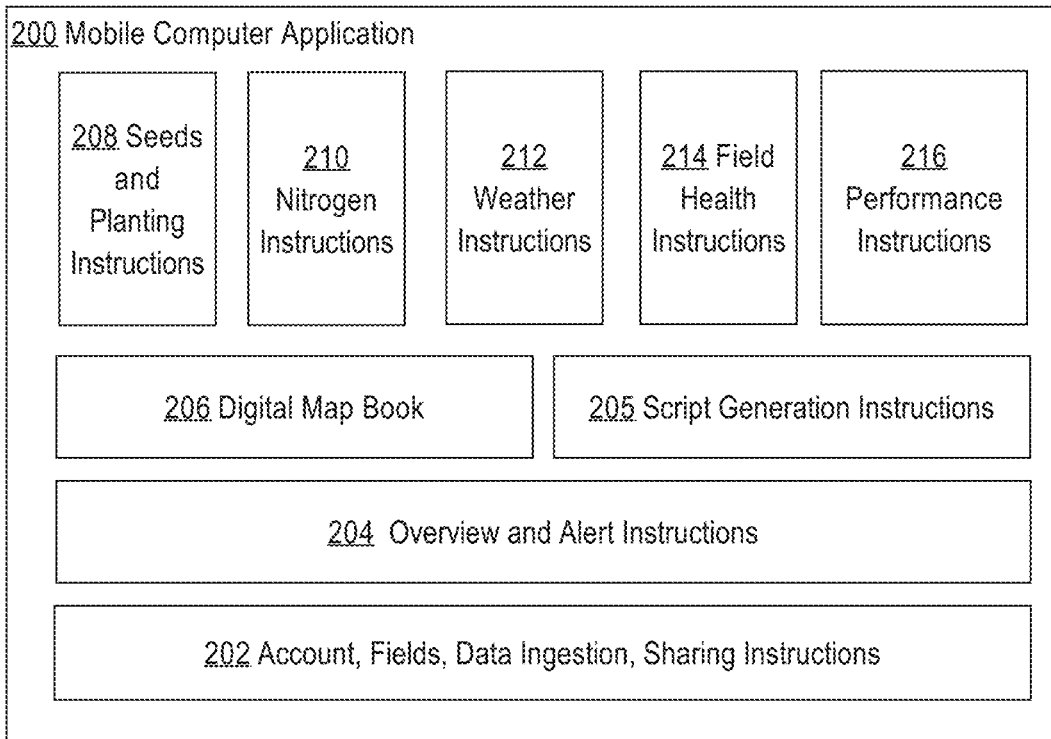 200 Mobile Computer Application
208 Seeds
and
Planting
Instructions
210
Nitrogen
Instructions
212
Weather
Instructions
214 Field
Health
Instructions
216
Performance
Instructions
206 Digital Map Book
205 Script Generation Instructions
204 Overview and Alert Instructions
202 Account, Fields, Data Ingestion, Sharing Instructions